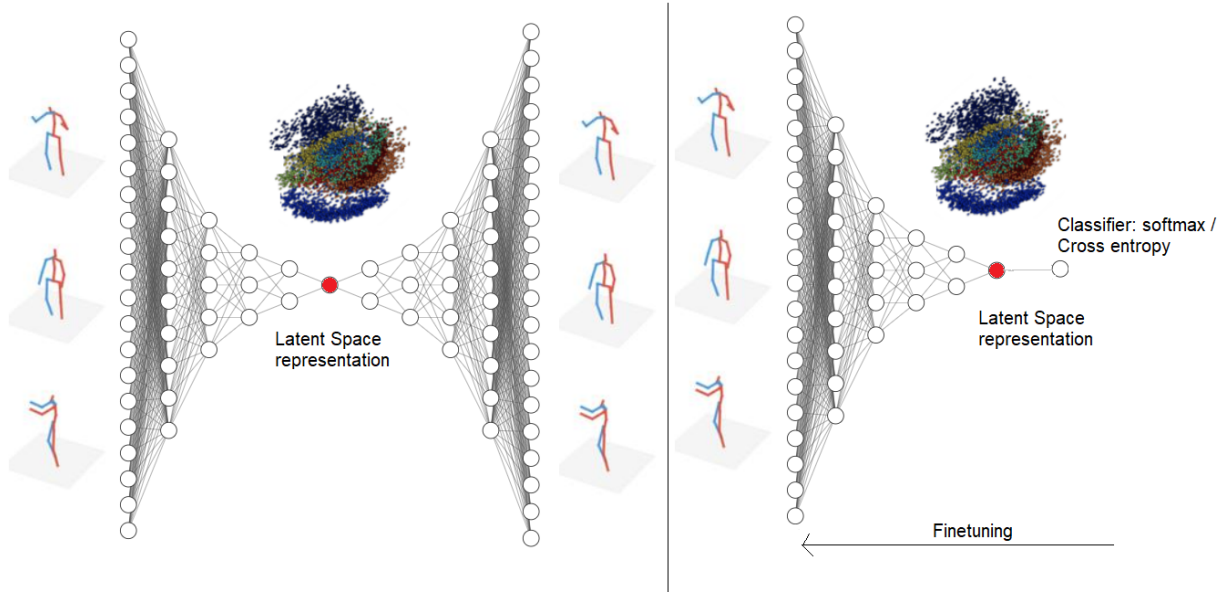 Latent Space
representation
Classifier: softmax /
Cross entropy
Latent Space
representation
Finetuning